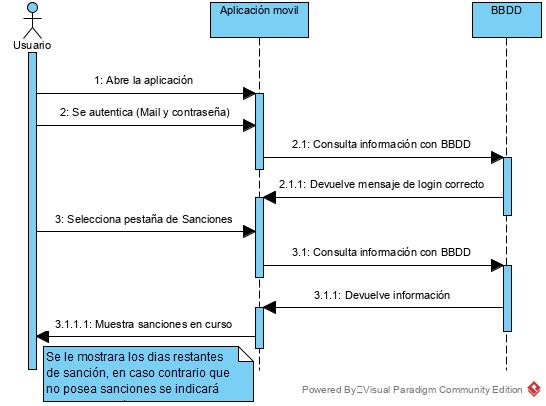 Aplicación movil
BBDD
Usuario
1: Abre la aplicación
2: Se autentica (Mail y contraseña)
2.1: Consulta información con BBDD
2.1.1: Devuelve mensaje de login correcto
3: Selecciona pestaña de Sanciones
3.1: Consulta información con BBDD
3.1.1: Devuelve información
3.1.1.1: Muestra sanciones en curso
Se le mostrara los dias restantes
de sanción, en caso contrario que
no posea sanciones se indicará
Powered By Visual Paradigm Community Edition